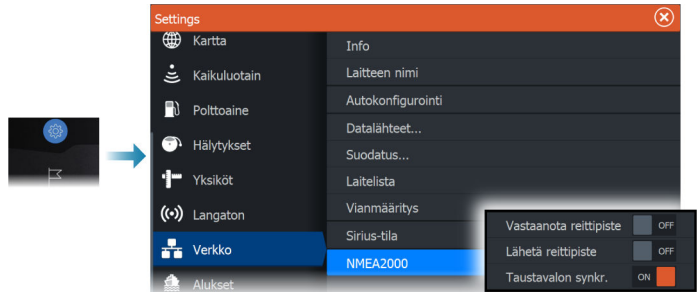 Settings
Kartta
Kaikuluotain
Polttoaine
Hälytykset
Yksiköt
Langaton
Verkko
Alukset
Info
Laitteen nimi
Autokonfigurointi
Datalähteet...
Suodatus...
Laitelista
Vianmääritys
Sirius-tila
NMEA2000
Vastaanota reittipiste OFF
Lähetä reittipiste OFF
Taustavalon synkr. ON